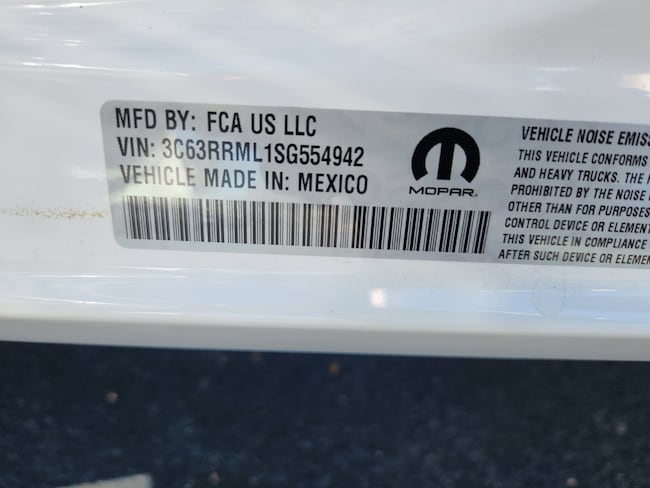 MFD BY: FCA US LLC
VIN: 3C63RRML1SG554942
VEHICLE MADE IN: MEXICO
MOPAR
VEHICLE NOISE EMISS
THIS VEHICLE CONFORMS
AND HEAVY TRUCKS. THE
PROHIBITED BY THE NOISE
OTHER THAN FOR PURPOSES
CONTROL DEVICE OR ELEMENT
THIS VEHICLE IN COMPLIANCE
AFTER SUCH DEVICE OR ELEMEN